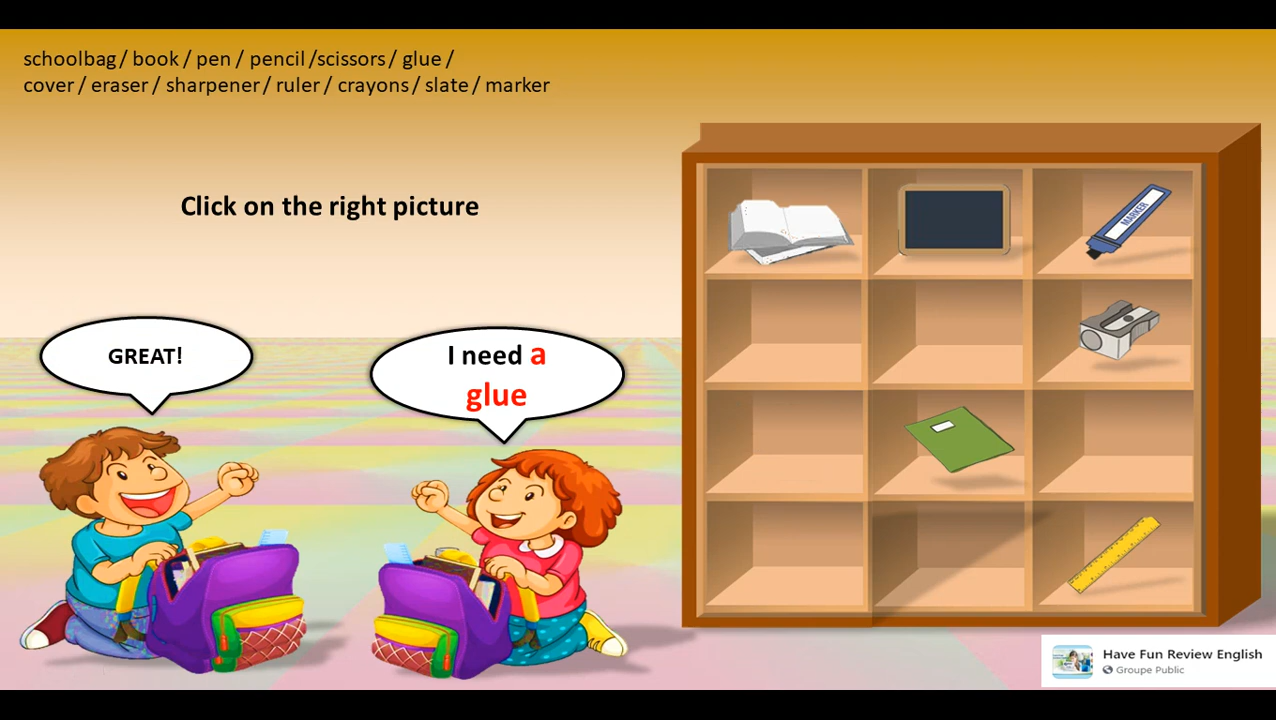 schoolbag / book / pen / pencil /scissors / glue /
cover / eraser / sharpener / ruler / crayons / slate / marker
Click on the right picture
GREAT!
I need a
glue
MARKER
Have Fun Review English
Groupe Public